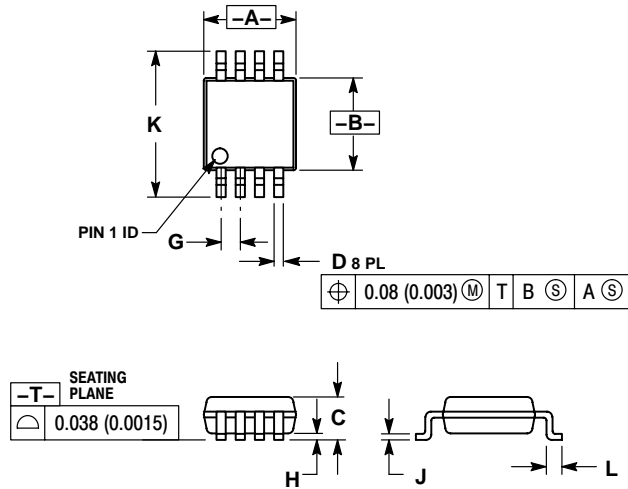 –A–
K
–B–
PIN 1 ID
G
D 8 PL
⌖ 0.08 (0.003) Ⓜ T B Ⓢ A Ⓢ
–T– SEATING PLANE
⌓ 0.038 (0.0015)
C
H
J
L